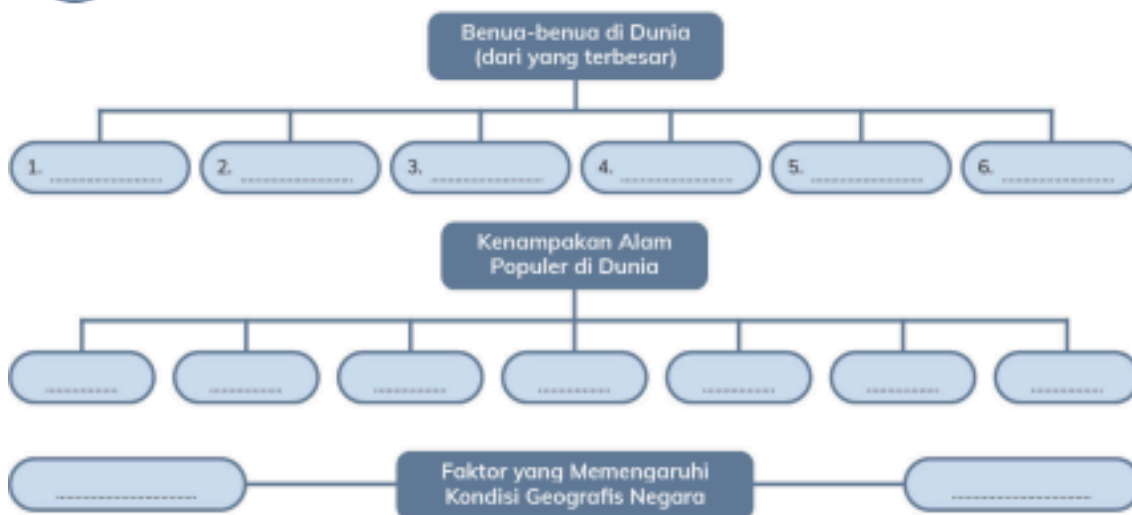 Benua-benua di Dunia
(dari yang terbesar)
1. ...............
2. ...............
3. ...............
4. ...............
5. ...............
6. ...............
Kenampakan Alam
Populer di Dunia
Faktor yang Memengaruhi
Kondisi Geografis Negara